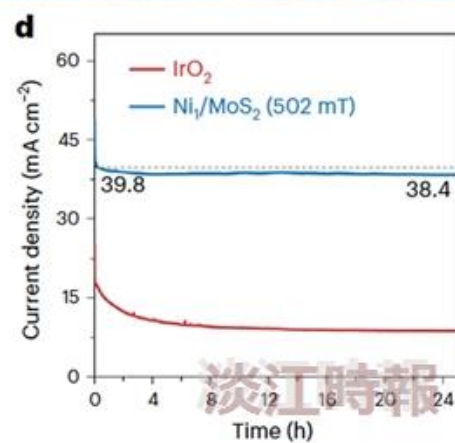 d
60
45
30
15
0
Current density (mA cm⁻²)
IrO₂
Ni₁/MoS₂ (502 mT)
39.8
38.4
0 4 8 12 16 20 24
Time (h)
淡江時報